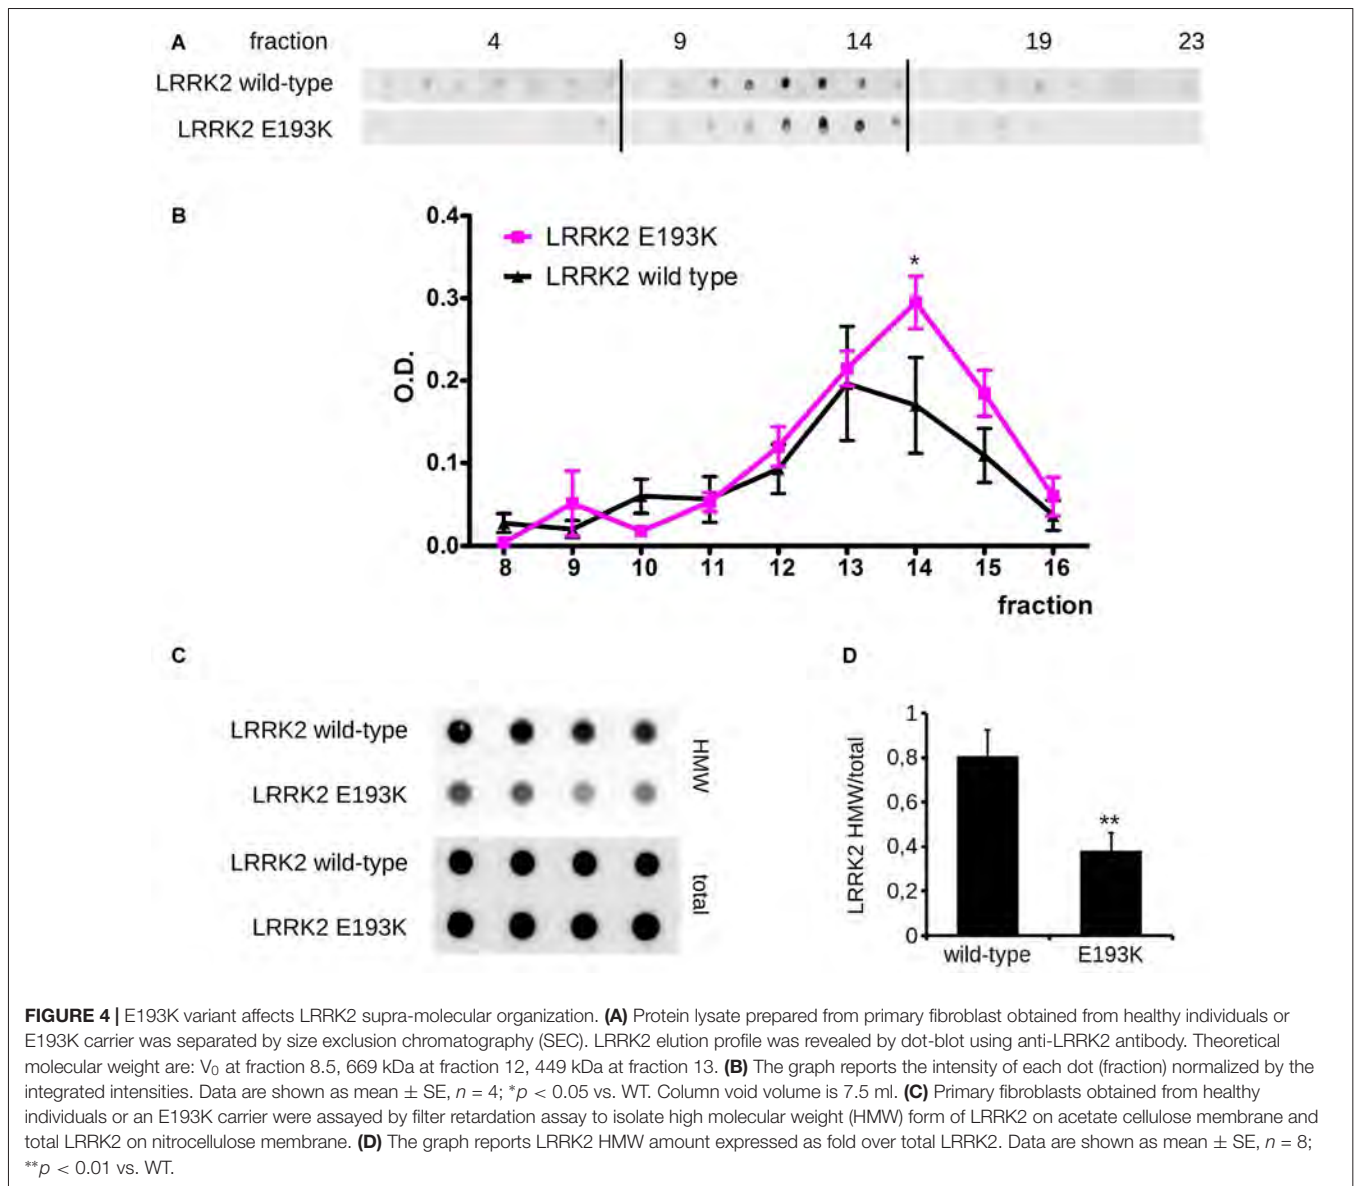 A fraction 4 9 14 19 23
LRRK2 wild-type
LRRK2 E193K
B
0.4
0.3
0.2
0.1
0.0
O.D.
LRRK2 E193K
LRRK2 wild type
*
8 9 10 11 12 13 14 15 16
fraction
C
LRRK2 wild-type
LRRK2 E193K
HMW
LRRK2 wild-type
LRRK2 E193K
total
D
LRRK2 HMW/total
1
0,8
0,6
0,4
0,2
0
**
wild-type E193K
FIGURE 4 | E193K variant affects LRRK2 supra-molecular organization. (A) Protein lysate prepared from primary fibroblast obtained from healthy individuals or
E193K carrier was separated by size exclusion chromatography (SEC). LRRK2 elution profile was revealed by dot-blot using anti-LRRK2 antibody. Theoretical
molecular weight are: V₀ at fraction 8.5, 669 kDa at fraction 12, 449 kDa at fraction 13. (B) The graph reports the intensity of each dot (fraction) normalized by the
integrated intensities. Data are shown as mean ± SE, n = 4; *p < 0.05 vs. WT. Column void volume is 7.5 ml. (C) Primary fibroblasts obtained from healthy
individuals or an E193K carrier were assayed by filter retardation assay to isolate high molecular weight (HMW) form of LRRK2 on acetate cellulose membrane and
total LRRK2 on nitrocellulose membrane. (D) The graph reports LRRK2 HMW amount expressed as fold over total LRRK2. Data are shown as mean ± SE, n = 8;
**p < 0.01 vs. WT.